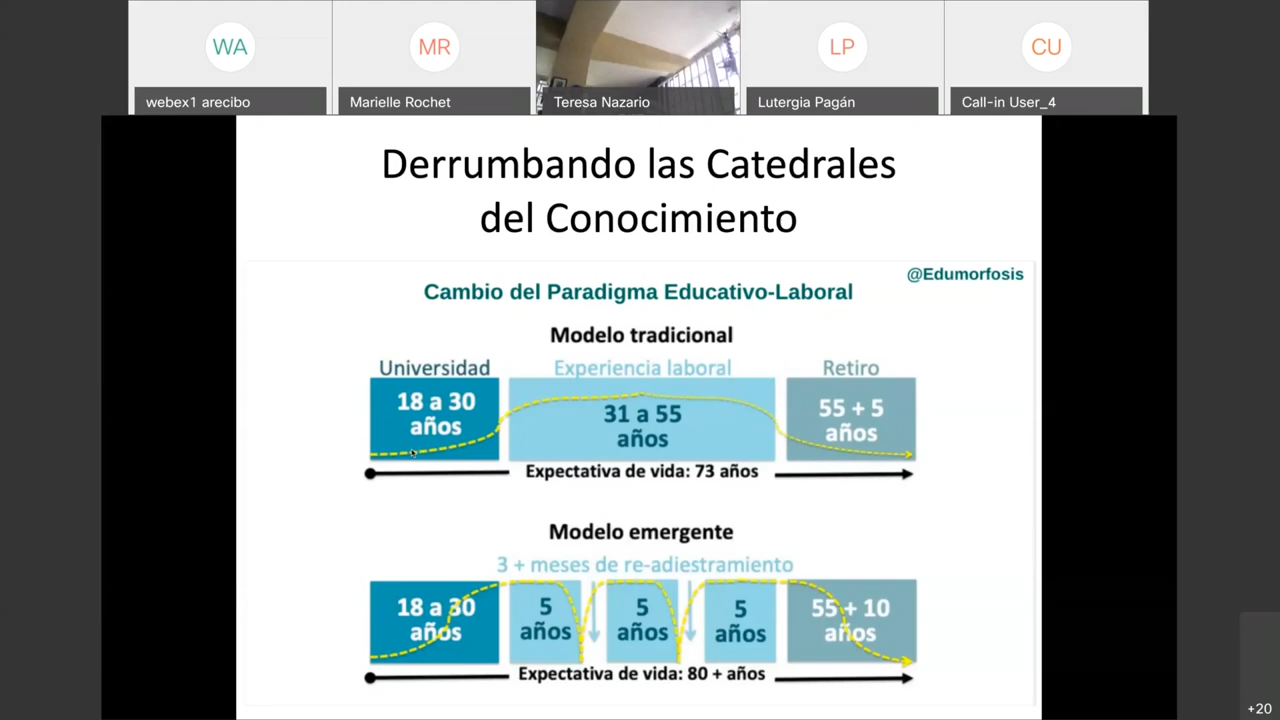 WA
MR
LP
CU
webex1 arecibo
Marielle Rochet
Teresa Nazario
Lutergia Pagán
Call-in User_4
Derrumbando las Catedrales
del Conocimiento
@Edumorfosis
Cambio del Paradigma Educativo-Laboral
Modelo tradicional
Universidad
Experiencia laboral
Retiro
18 a 30
años
31 a 55
años
55 + 5
años
Expectativa de vida: 73 años
Modelo emergente
3 + meses de re-adiestramiento
18 a 30
años
5
años
5
años
5
años
55 + 10
años
Expectativa de vida: 80 + años
+20